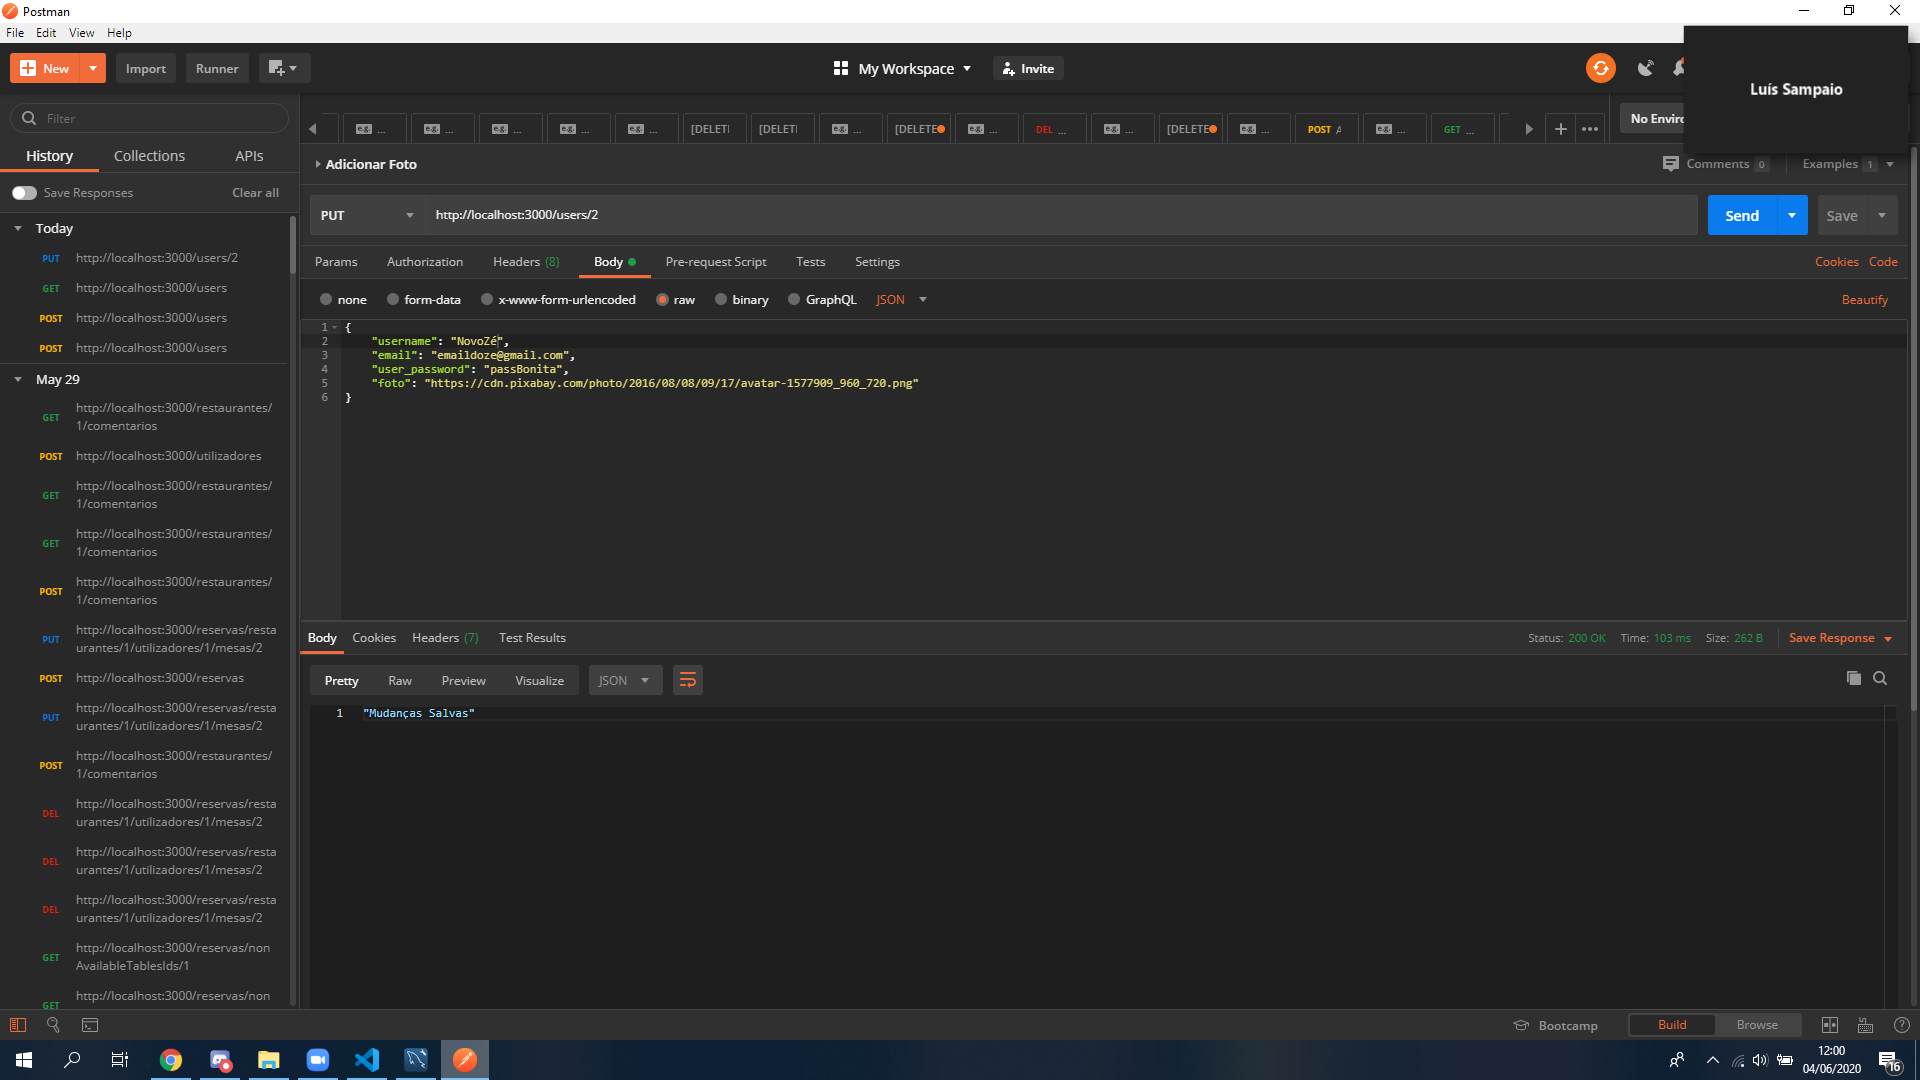 Postman
File Edit View Help
New Import Runner My Workspace Invite
Luís Sampaio
Filter
e.g. ... e.g. ... e.g. ... e.g. ... e.g. ... [DELETI [DELETI e.g. ... [DELETE e.g. ... DEL ... e.g. ... [DELETE e.g. ... POST e.g. ... GET ... No Enviro
History Collections APIs
Adicionar Foto Comments 0 Examples 1
Save Responses Clear all
PUT http://localhost:3000/users/2 Send Save
Params Authorization Headers (8) Body Pre-request Script Tests Settings Cookies Code
none form-data x-www-form-urlencoded raw binary GraphQL JSON Beautify
1 {
2 "username": "NovoZé",
3 "email": "emaildoze@gmail.com",
4 "user_password": "passBonita",
5 "foto": "https://cdn.pixabay.com/photo/2016/08/08/09/17/avatar-1577909_960_720.png"
6 }
Today
PUT http://localhost:3000/users/2
GET http://localhost:3000/users
POST http://localhost:3000/users
POST http://localhost:3000/users
May 29
GET http://localhost:3000/restaurantes/
1/comentarios
POST http://localhost:3000/utilizadores
GET http://localhost:3000/restaurantes/
1/comentarios
GET http://localhost:3000/restaurantes/
1/comentarios
POST http://localhost:3000/restaurantes/
1/comentarios
PUT http://localhost:3000/reservas/resta
urantes/1/utilizadores/1/mesas/2
POST http://localhost:3000/reservas
PUT http://localhost:3000/reservas/resta
urantes/1/utilizadores/1/mesas/2
POST http://localhost:3000/restaurantes/
1/comentarios
DEL http://localhost:3000/reservas/resta
urantes/1/utilizadores/1/mesas/2
DEL http://localhost:3000/reservas/resta
urantes/1/utilizadores/1/mesas/2
DEL http://localhost:3000/reservas/resta
urantes/1/utilizadores/1/mesas/2
GET http://localhost:3000/reservas/non
AvailableTablesIds/1
GET http://localhost:3000/reservas/non
Body Cookies Headers (7) Test Results Status: 200 OK Time: 103 ms Size: 262 B Save Response
Pretty Raw Preview Visualize JSON
1 "Mudanças Salvas"
Bootcamp Build Browse
12:00
04/06/2020
16